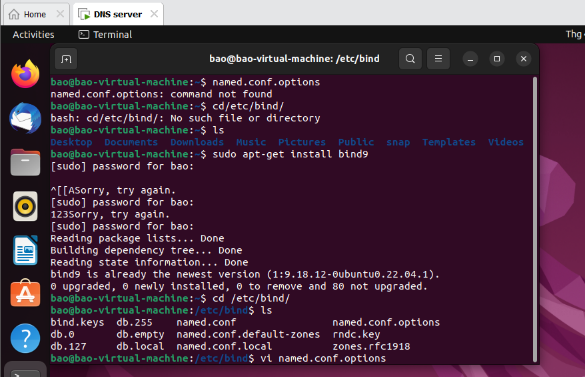 Home
DNS server
Activities
Terminal
Thg
bao@bao-virtual-machine: /etc/bind
bao@bao-virtual-machine:~$ named.conf.options
named.conf.options: command not found
bao@bao-virtual-machine:~$ cd/etc/bind/
bash: cd/etc/bind/: No such file or directory
bao@bao-virtual-machine:~$ ls
Desktop Documents Downloads Music Pictures Public snap Templates Videos
bao@bao-virtual-machine:~$ sudo apt-get install bind9
[sudo] password for bao:
^[[ASorry, try again.
[sudo] password for bao:
123Sorry, try again.
[sudo] password for bao:
Reading package lists... Done
Building dependency tree... Done
Reading state information... Done
bind9 is already the newest version (1:9.18.12-0ubuntu0.22.04.1).
0 upgraded, 0 newly installed, 0 to remove and 80 not upgraded.
bao@bao-virtual-machine:~$ cd /etc/bind/
bao@bao-virtual-machine:/etc/bind$ ls
bind.keys db.255 named.conf named.conf.options
db.0 db.empty named.conf.default-zones rndc.key
db.127 db.local named.conf.local zones.rfc1918
bao@bao-virtual-machine:/etc/bind$ vi named.conf.options